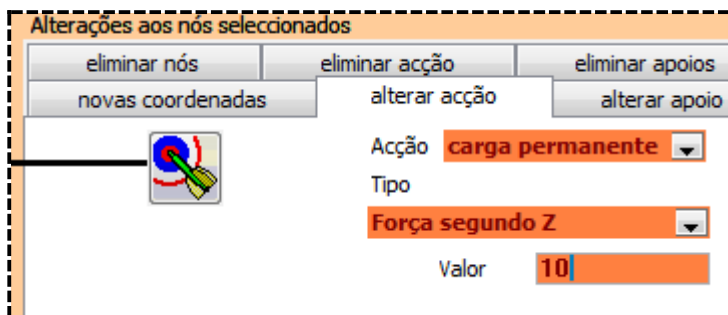 Alterações aos nós seleccionados
eliminar nós eliminar acção eliminar apoios
novas coordenadas alterar acção alterar apoio
Acção carga permanente
Tipo
Força segundo Z
Valor 10